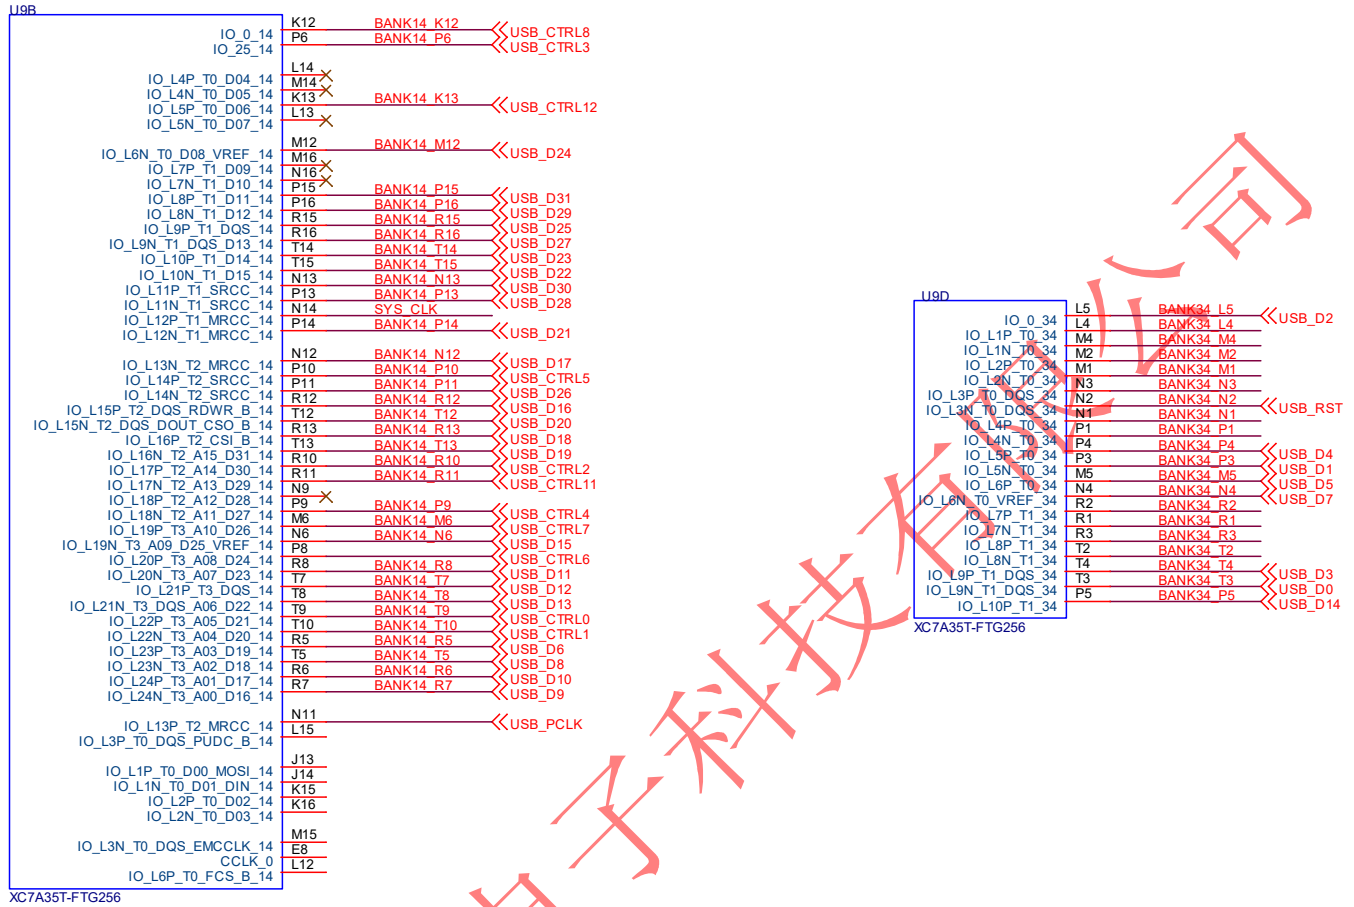 U9B
IO_0_14 K12 BANK14_K12 USB_CTRL8
IO_25_14 P6 BANK14_P6 USB_CTRL3
IO_L4P_T0_D04_14 L14
IO_L4N_T0_D05_14 M14
IO_L5P_T0_D06_14 K13 BANK14_K13 USB_CTRL12
IO_L5N_T0_D07_14 L13
IO_L6N_T0_D08_VREF_14 M12 BANK14_M12 USB_D24
IO_L7P_T1_D09_14 M16
IO_L7N_T1_D10_14 N16
IO_L8P_T1_D11_14 P15 BANK14_P15 USB_D31
IO_L8N_T1_D12_14 P16 BANK14_P16 USB_D29
IO_L9P_T1_DQS_14 R15 BANK14_R15 USB_D25
IO_L9N_T1_DQS_D13_14 R16 BANK14_R16 USB_D27
IO_L10P_T1_D14_14 T14 BANK14_T14 USB_D23
IO_L10N_T1_D15_14 T15 BANK14_T15 USB_D22
IO_L11P_T1_SRCC_14 N13 BANK14_N13 USB_D30
IO_L11N_T1_SRCC_14 P13 BANK14_P13 USB_D28
IO_L12P_T1_MRCC_14 N14 SYS_CLK
IO_L12N_T1_MRCC_14 P14 BANK14_P14 USB_D21
IO_L13N_T2_MRCC_14 N12 BANK14_N12 USB_D17
IO_L14P_T2_SRCC_14 P10 BANK14_P10 USB_CTRL5
IO_L14N_T2_SRCC_14 P11 BANK14_P11 USB_D26
IO_L15P_T2_DQS_RDWR_B_14 R12 BANK14_R12 USB_D16
IO_L15N_T2_DQS_DOUT_CSO_B_14 T12 BANK14_T12 USB_D20
IO_L16P_T2_CSI_B_14 R13 BANK14_R13 USB_D18
IO_L16N_T2_A15_D31_14 T13 BANK14_T13 USB_D19
IO_L17P_T2_A14_D30_14 R10 BANK14_R10 USB_CTRL2
IO_L17N_T2_A13_D29_14 R11 BANK14_R11 USB_CTRL11
IO_L18P_T2_A12_D28_14 N9
IO_L18N_T2_A11_D27_14 P9 BANK14_P9 USB_CTRL4
IO_L19P_T3_A10_D26_14 M6 BANK14_M6 USB_CTRL7
IO_L19N_T3_A09_D25_VREF_14 N6 BANK14_N6 USB_D15
IO_L20P_T3_A08_D24_14 P8 USB_CTRL6
IO_L20N_T3_A07_D23_14 R8 BANK14_R8 USB_D11
IO_L21P_T3_DQS_14 T7 BANK14_T7 USB_D12
IO_L21N_T3_DQS_A06_D22_14 T8 BANK14_T8 USB_D13
IO_L22P_T3_A05_D21_14 T9 BANK14_T9 USB_CTRL0
IO_L22N_T3_A04_D20_14 T10 BANK14_T10 USB_CTRL1
IO_L23P_T3_A03_D19_14 R5 BANK14_R5 USB_D6
IO_L23N_T3_A02_D18_14 T5 BANK14_T5 USB_D8
IO_L24P_T3_A01_D17_14 R6 BANK14_R6 USB_D10
IO_L24N_T3_A00_D16_14 R7 BANK14_R7 USB_D9
IO_L13P_T2_MRCC_14 N11 USB_PCLK
IO_L3P_T0_DQS_PUDC_B_14 L15
IO_L1P_T0_D00_MOSI_14 J13
IO_L1N_T0_D01_DIN_14 J14
IO_L2P_T0_D02_14 K15
IO_L2N_T0_D03_14 K16
IO_L3N_T0_DQS_EMCCLK_14 M15
CCLK_0 E8
IO_L6P_T0_FCS_B_14 L12
XC7A35T-FTG256
U9D
IO_0_34 L5 BANK34_L5 USB_D2
IO_L1P_T0_34 L4 BANK34_L4
IO_L1N_T0_34 M4 BANK34_M4
IO_L2P_T0_34 M2 BANK34_M2
IO_L2N_T0_34 M1 BANK34_M1
IO_L3P_T0_DQS_34 N3 BANK34_N3
IO_L3N_T0_DQS_34 N2 BANK34_N2 USB_RST
IO_L4P_T0_34 N1 BANK34_N1
IO_L4N_T0_34 P1 BANK34_P1
IO_L5P_T0_34 P4 BANK34_P4 USB_D4
IO_L5N_T0_34 P3 BANK34_P3 USB_D1
IO_L6P_T0_34 M5 BANK34_M5 USB_D5
IO_L6N_T0_VREF_34 N4 BANK34_N4 USB_D7
IO_L7P_T1_34 R2 BANK34_R2
IO_L7N_T1_34 R1 BANK34_R1
IO_L8P_T1_34 R3 BANK34_R3
IO_L8N_T1_34 T2 BANK34_T2
IO_L9P_T1_DQS_34 T4 BANK34_T4 USB_D3
IO_L9N_T1_DQS_34 T3 BANK34_T3 USB_D0
IO_L10P_T1_34 P5 BANK34_P5 USB_D14
XC7A35T-FTG256
子科技有限公司